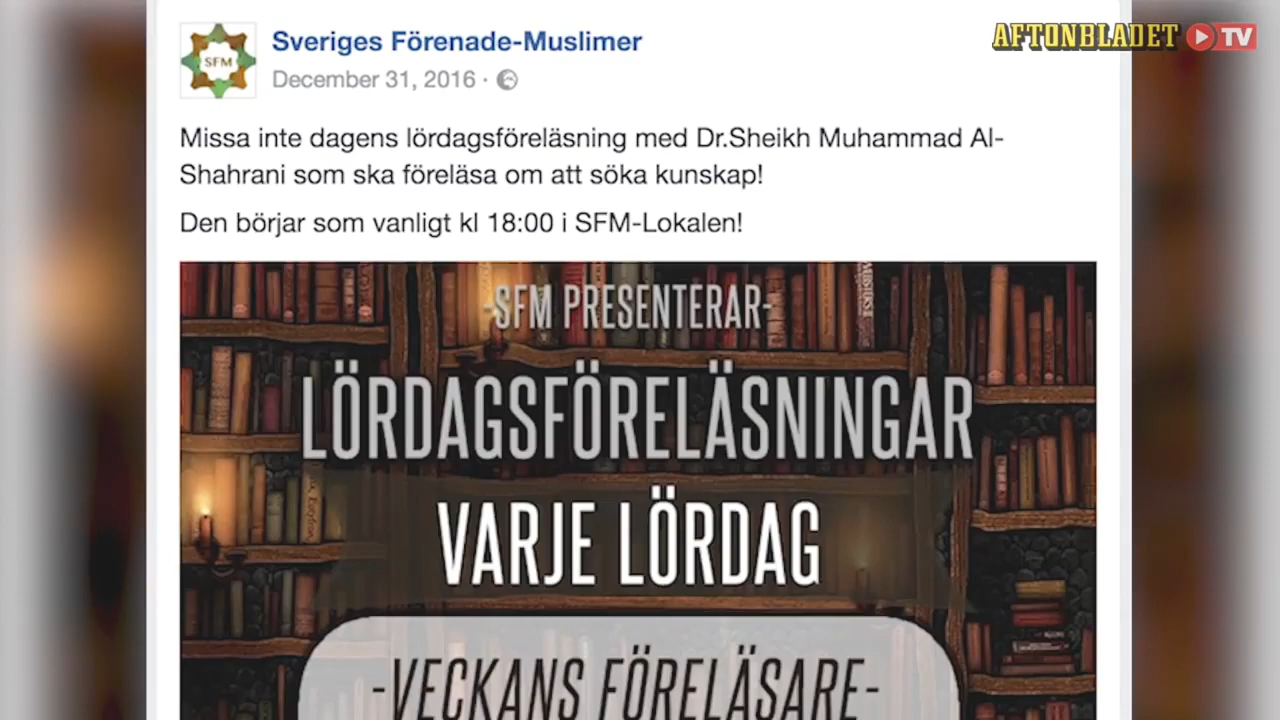 AFTONBLADET TV
SFM
Sveriges Förenade-Muslimer
December 31, 2016 ·
Missa inte dagens lördagsföreläsning med Dr.Sheikh Muhammad Al-
Shahrani som ska föreläsa om att söka kunskap!
Den börjar som vanligt kl 18:00 i SFM-Lokalen!
-SFM PRESENTERAR-
LÖRDAGSFÖRELÄSNINGAR
VARJE LÖRDAG
-VECKANS FÖRELÄSARE-